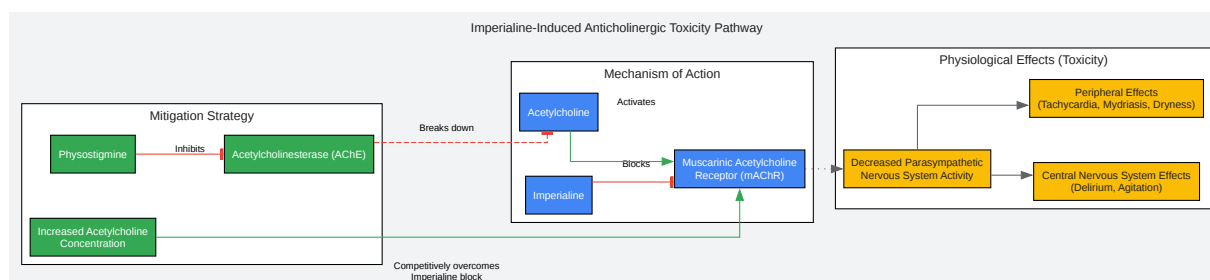 Imperialine-Induced Anticholinergic Toxicity Pathway
Mitigation Strategy
Physostigmine
Inhibits
Acetylcholinesterase (AChE)
Increased Acetylcholine
Concentration
Breaks down
Competitively overcomes
Imperialine block
Mechanism of Action
Acetylcholine
Activates
Imperialine
Blocks
Muscarinic Acetylcholine
Receptor (mAChR)
Physiological Effects (Toxicity)
Decreased Parasympathetic
Nervous System Activity
Peripheral Effects
(Tachycardia, Mydriasis, Dryness)
Central Nervous System Effects
(Delirium, Agitation)